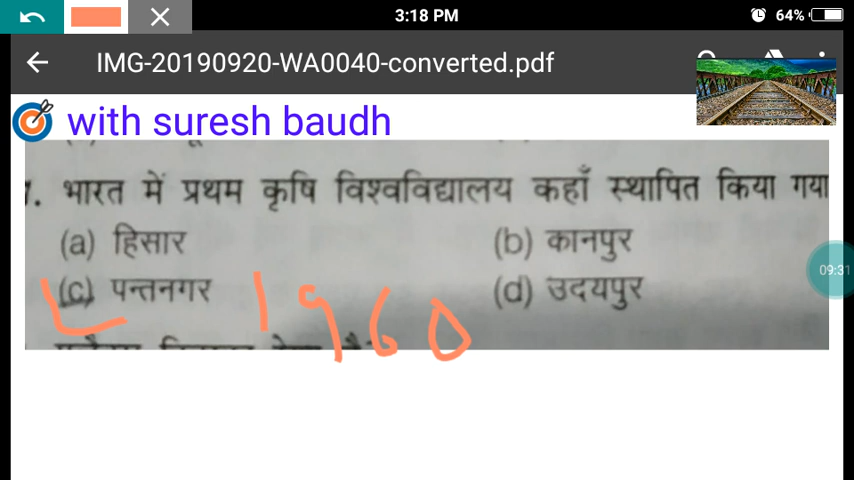 3:18 PM
64%
IMG-20190920-WA0040-converted.pdf
with suresh baudh
. भारत में प्रथम कृषि विश्वविद्यालय कहाँ स्थापित किया गया
(a) हिसार
(b) कानपुर
(c) पन्तनगर
1960
(d) उदयपुर
09:31